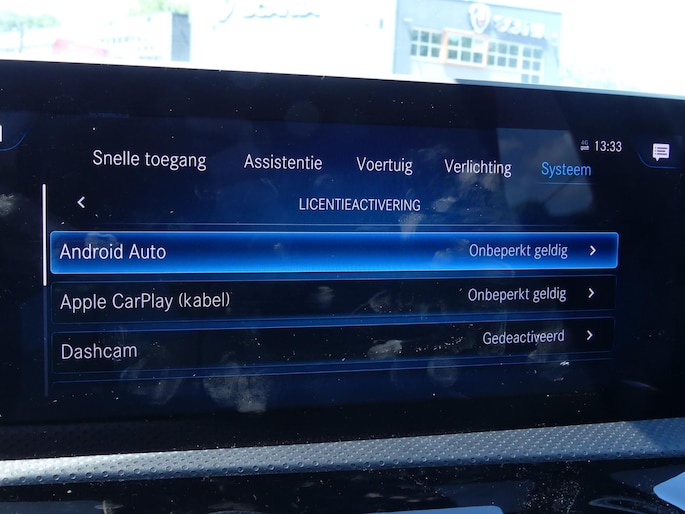 4G
13:33
Snelle toegang Assistentie Voertuig Verlichting Systeem
LICENTIEACTIVERING
Android Auto Onbeperkt geldig
Apple CarPlay (kabel) Onbeperkt geldig
Dashcam Gedeactiveerd